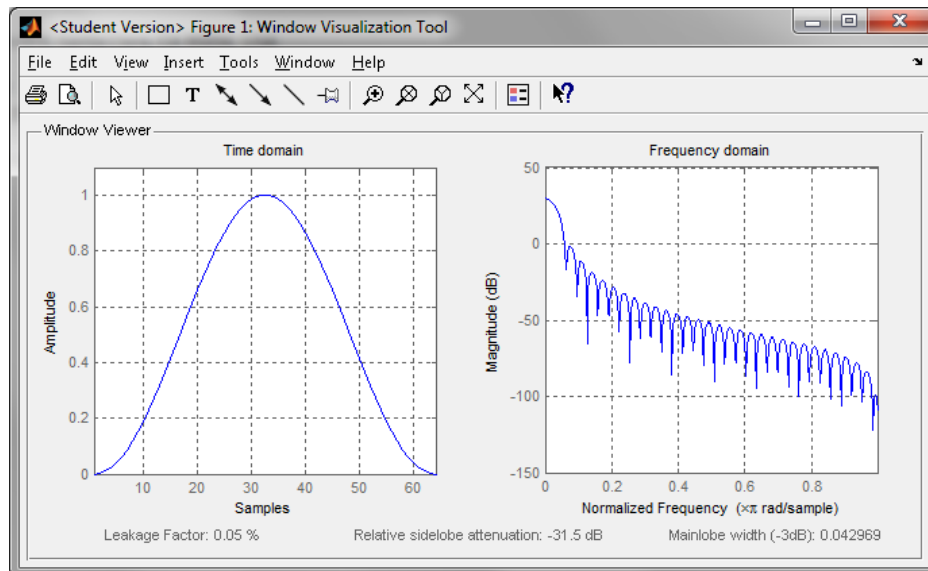 <Student Version> Figure 1: Window Visualization Tool
File Edit View Insert Tools Window Help
T
Window Viewer
Time domain
1
0.8
0.6
0.4
0.2
0
Amplitude
10 20 30 40 50 60
Samples
Frequency domain
50
0
-50
-100
-150
Magnitude (dB)
0 0.2 0.4 0.6 0.8
Normalized Frequency (×π rad/sample)
Leakage Factor: 0.05 %
Relative sidelobe attenuation: -31.5 dB
Mainlobe width (-3dB): 0.042969